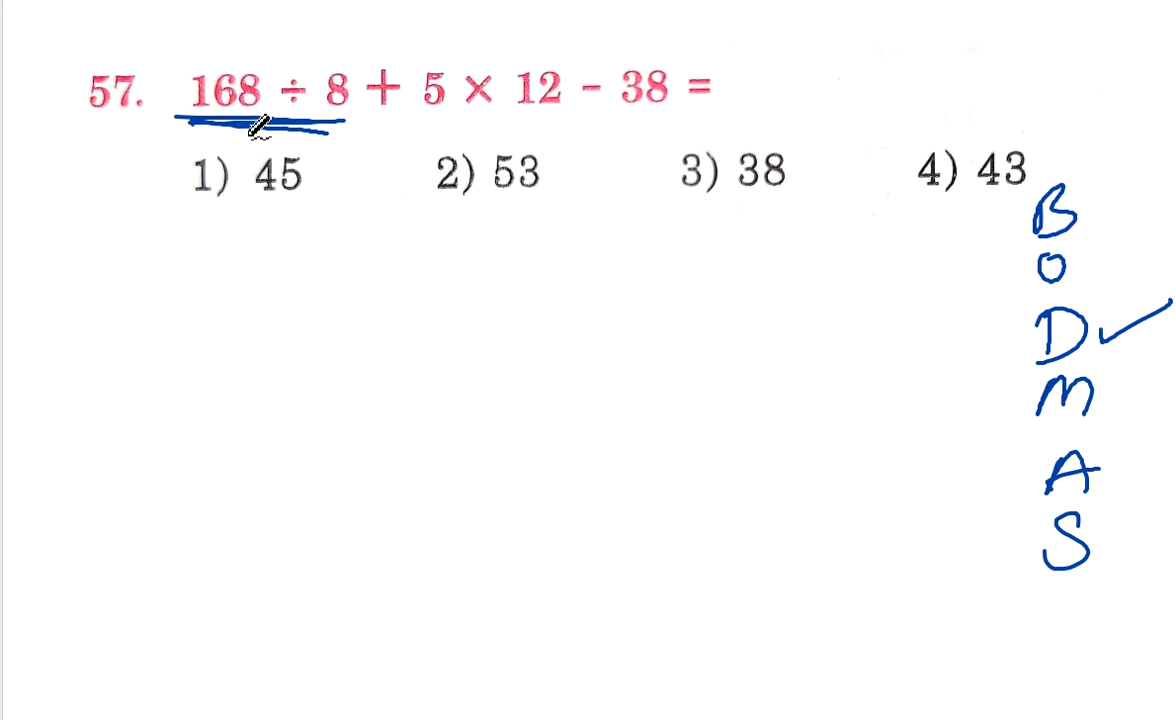 57. 168 ÷ 8 + 5 × 12 - 38 =
1) 45 2) 53 3) 38 4) 43
B
O
D
M
A
S